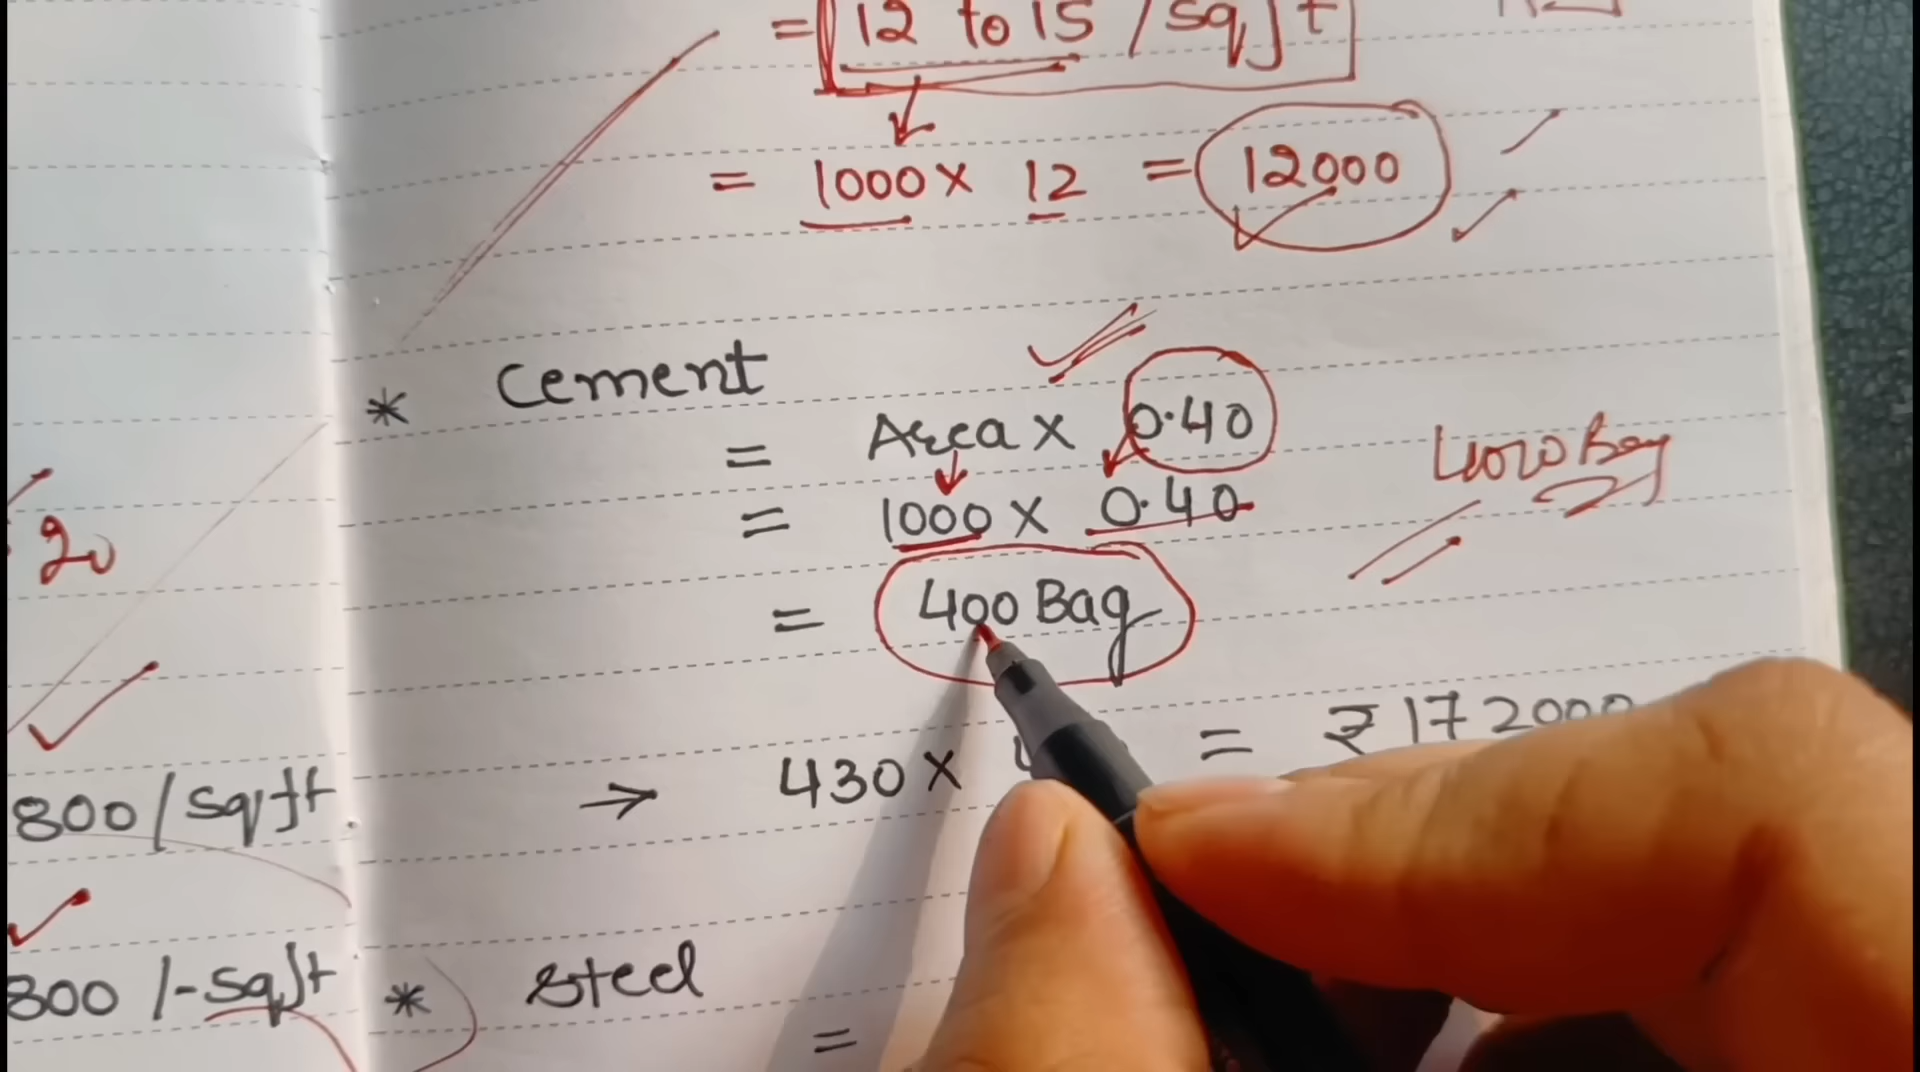 20
800/sqft.
800/-sqft
= 12 to 15/sqft
= 1000 x 12 = 12000
* Cement
= Area x 0.40
= 1000 x 0.40
= 400 Bag
Bag
→ 430 x = ₹172000
* Steel
=